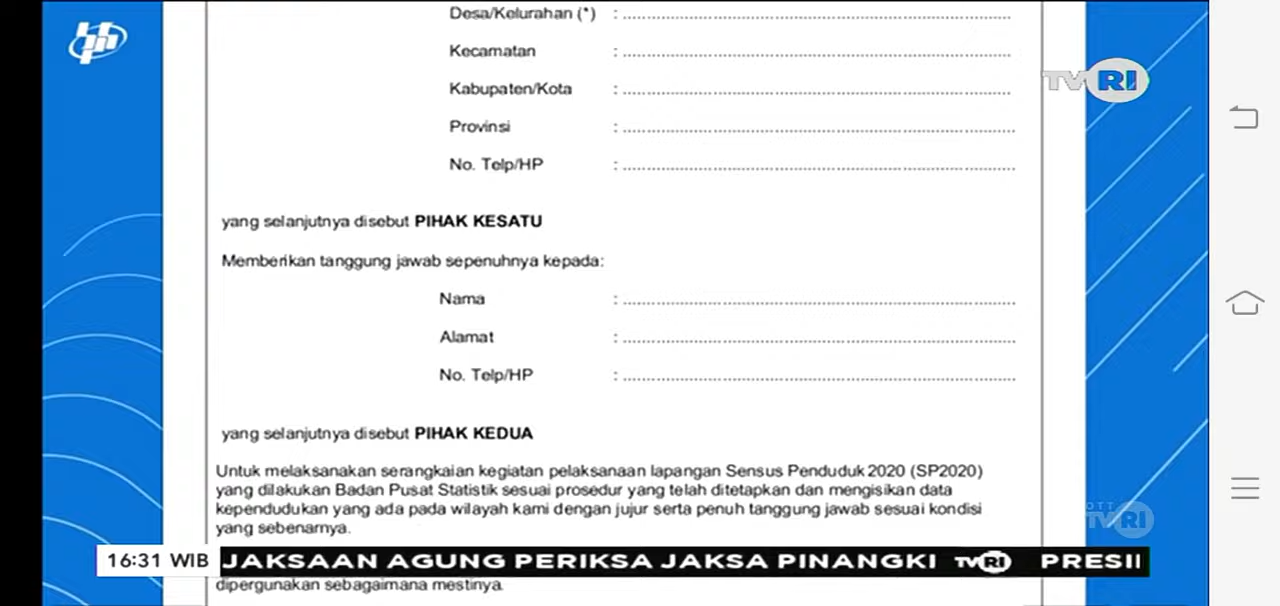 Desa/Kelurahan (*) : ........................
Kecamatan : ........................
Kabupaten/Kota : ........................
Provinsi : ........................
No. Telp/HP : ........................
TVRI
yang selanjutnya disebut PIHAK KESATU
Memberikan tanggung jawab sepenuhnya kepada:
Nama : ........................
Alamat : ........................
No. Telp/HP : ........................
yang selanjutnya disebut PIHAK KEDUA
Untuk melaksanakan serangkaian kegiatan pelaksanaan lapangan Sensus Penduduk 2020 (SP2020)
yang dilakukan Badan Pusat Statistik sesuai prosedur yang telah ditetapkan dan mengisikan data
kependudukan yang ada pada wilayah kami dengan jujur serta penuh tanggung jawab sesuai kondisi
yang sebenarnya.
OTT
TVRI
16:31 WIB JAKSAAN AGUNG PERIKSA JAKSA PINANGKI TVRI PRESII
dipergunakan sebagaimana mestinya.